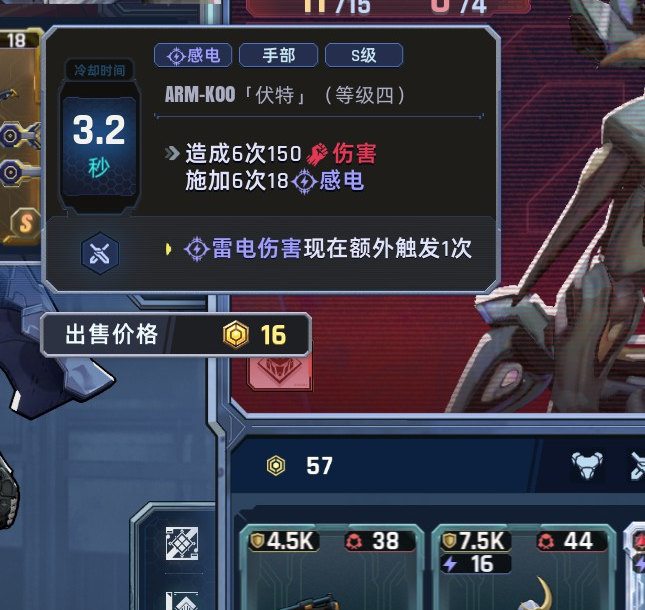 /15
/4
18
感电 手部 S级
冷却时间
ARM-K00「伏特」（等级四）
3.2
秒
造成6次150伤害
施加6次18感电
S
雷电伤害现在额外触发1次
出售价格 16
57
4.5K 38 7.5K 44
16